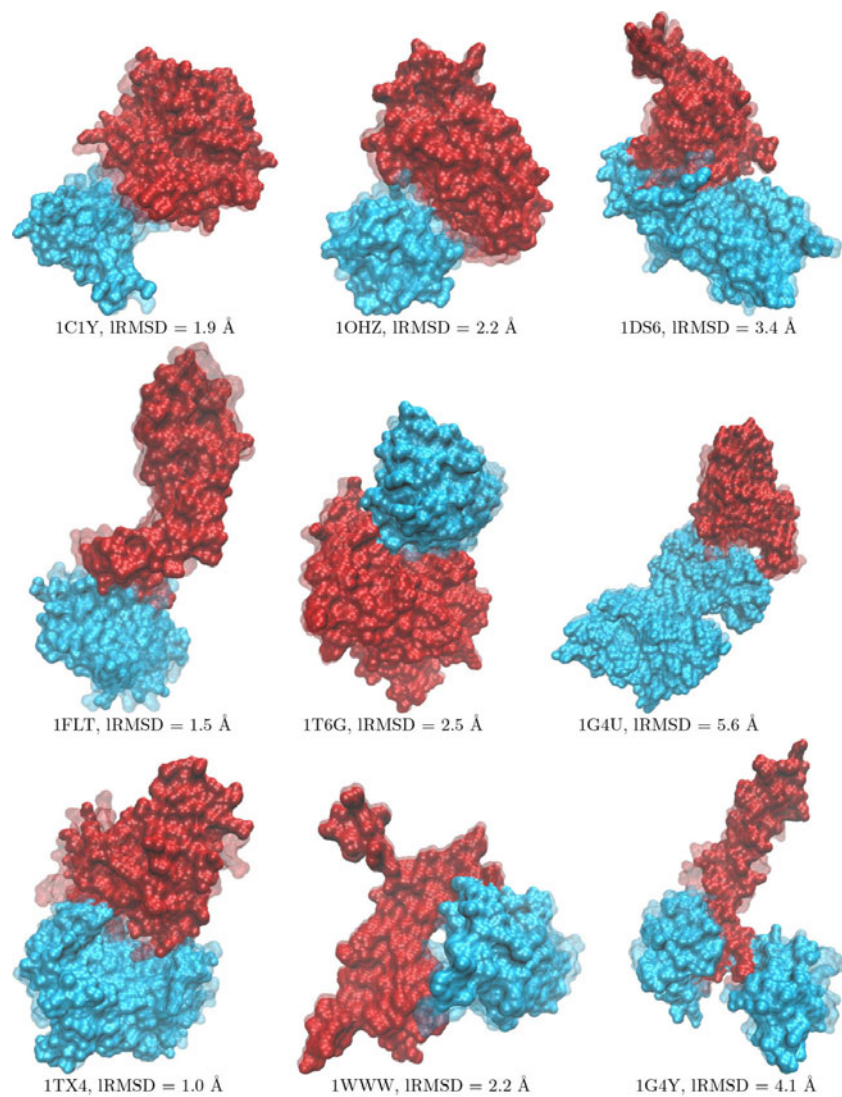 1C1Y, lRMSD = 1.9 Å
1OHZ, lRMSD = 2.2 Å
1DS6, lRMSD = 3.4 Å
1FLT, lRMSD = 1.5 Å
1T6G, lRMSD = 2.5 Å
1G4U, lRMSD = 5.6 Å
1TX4, lRMSD = 1.0 Å
1WWW, lRMSD = 2.2 Å
1G4Y, lRMSD = 4.1 Å